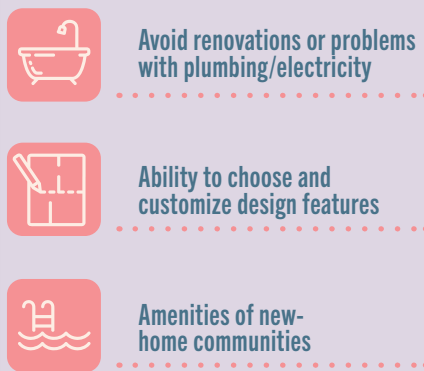 Avoid renovations or problems
with plumbing/electricity
Ability to choose and
customize design features
Amenities of new-
home communities